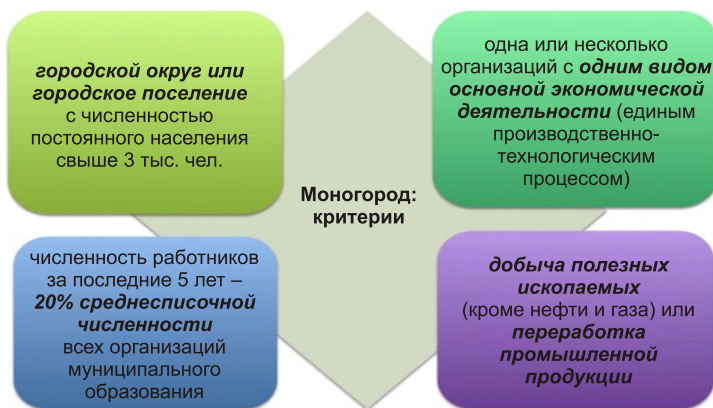 городской округ или
городское поселение
с численностью
постоянного населения
свыше 3 тыс. чел.
одна или несколько
организаций с одним видом
основной экономической
деятельности (единым
производственно-
технологическим
процессом)
Моногород:
критерии
численность работников
за последние 5 лет –
20% среднесписочной
численности
всех организаций
муниципального
образования
добыча полезных
ископаемых
(кроме нефти и газа) или
переработка
промышленной
продукции